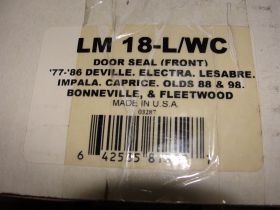 LM 18-L/WC
DOOR SEAL (FRONT)
'77-'86 DEVILLE. ELECTRA. LESABRE.
IMPALA. CAPRICE. OLDS 88 & 98.
BONNEVILLE, & FLEETWOOD
MADE IN U.S.A.
03287